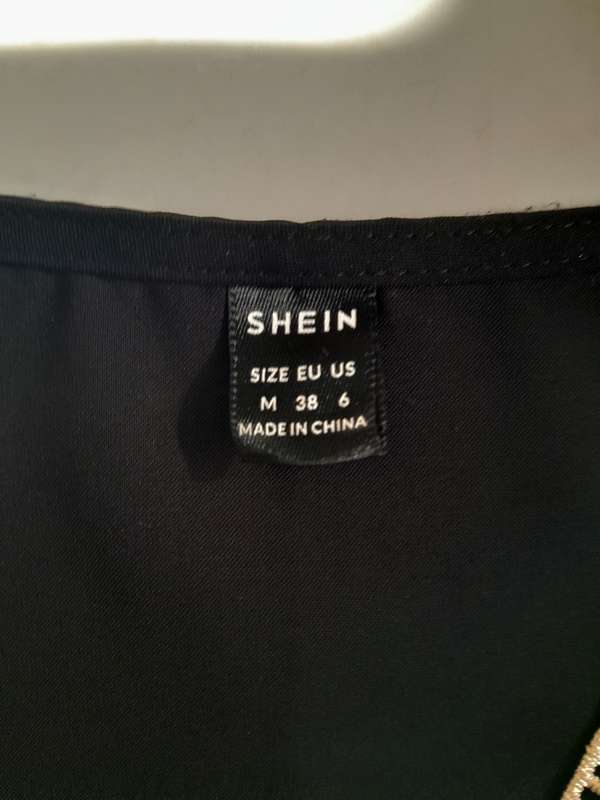 SHEIN
SIZE EU US
M 38 6
MADE IN CHINA